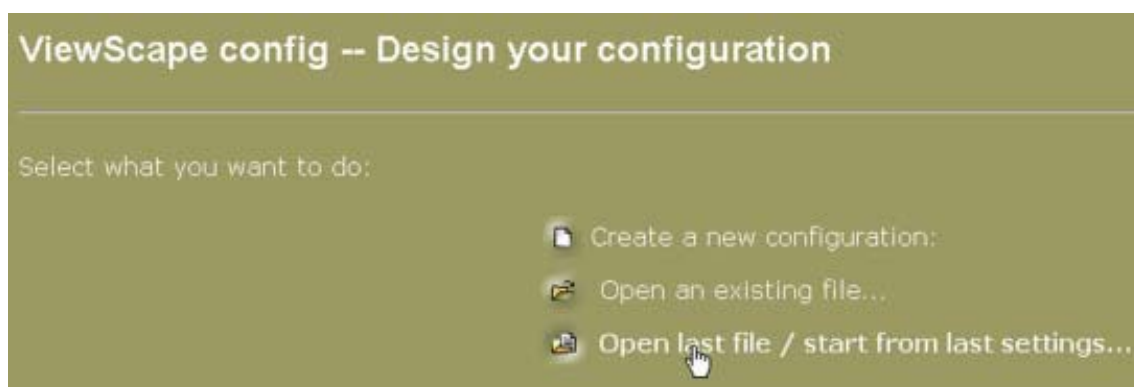 ViewScape config -- Design your configuration
Select what you want to do:
Create a new configuration:
Open an existing file...
Open last file / start from last settings...